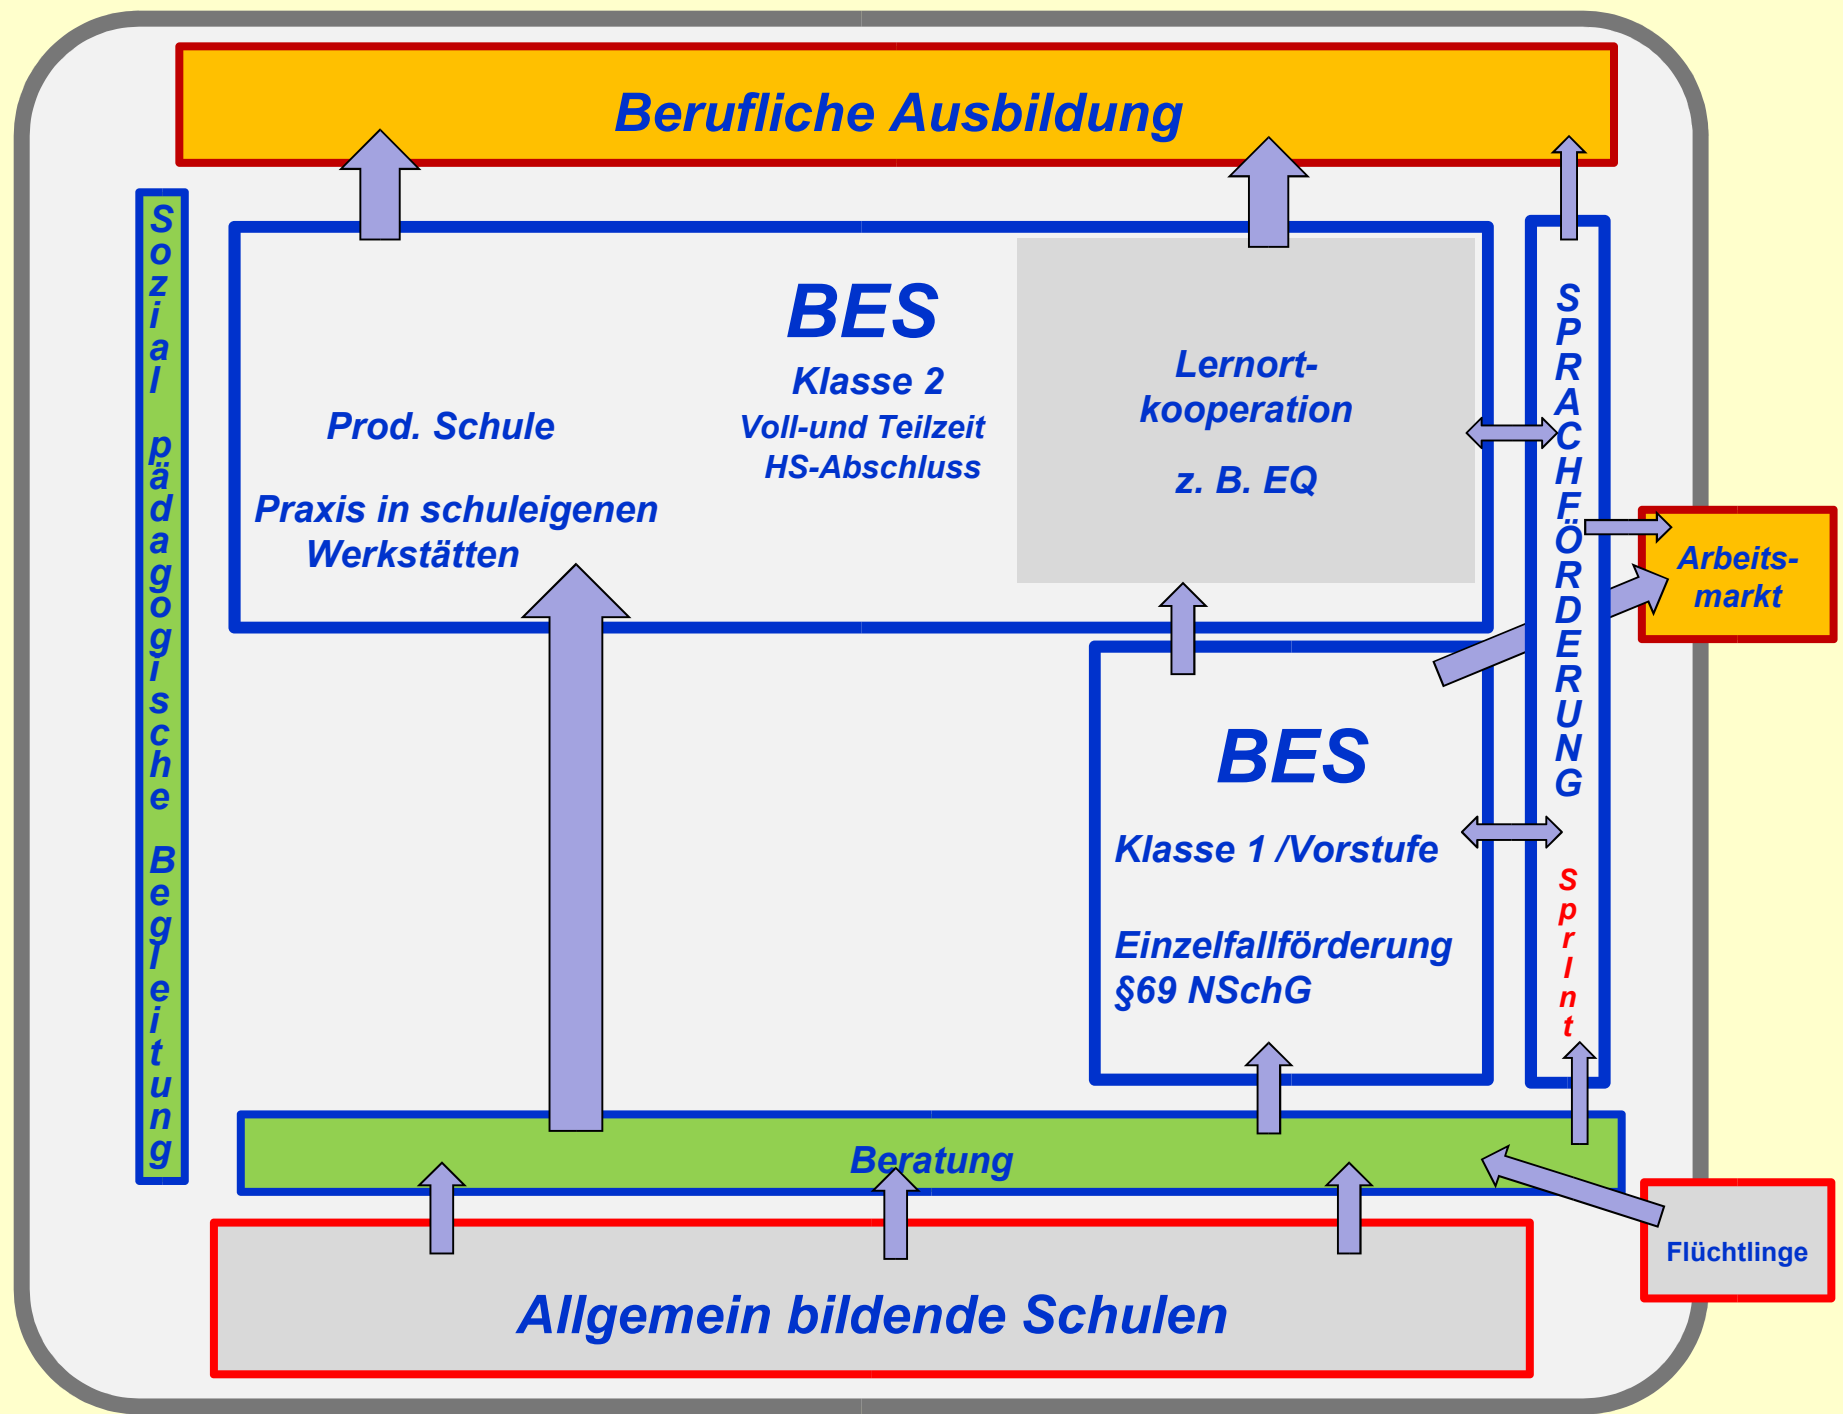 Berufliche Ausbildung
Sozial pädagogische Begleitung
BES
Klasse 2
Voll-und Teilzeit
HS-Abschluss
Prod. Schule
Praxis in schuleigenen
Werkstätten
Lernort-
kooperation
z. B. EQ
SPRACHFÖRDERUNG
SprInt
Arbeits-
markt
BES
Klasse 1 /Vorstufe
Einzelfallförderung
§69 NSchG
Beratung
Flüchtlinge
Allgemein bildende Schulen